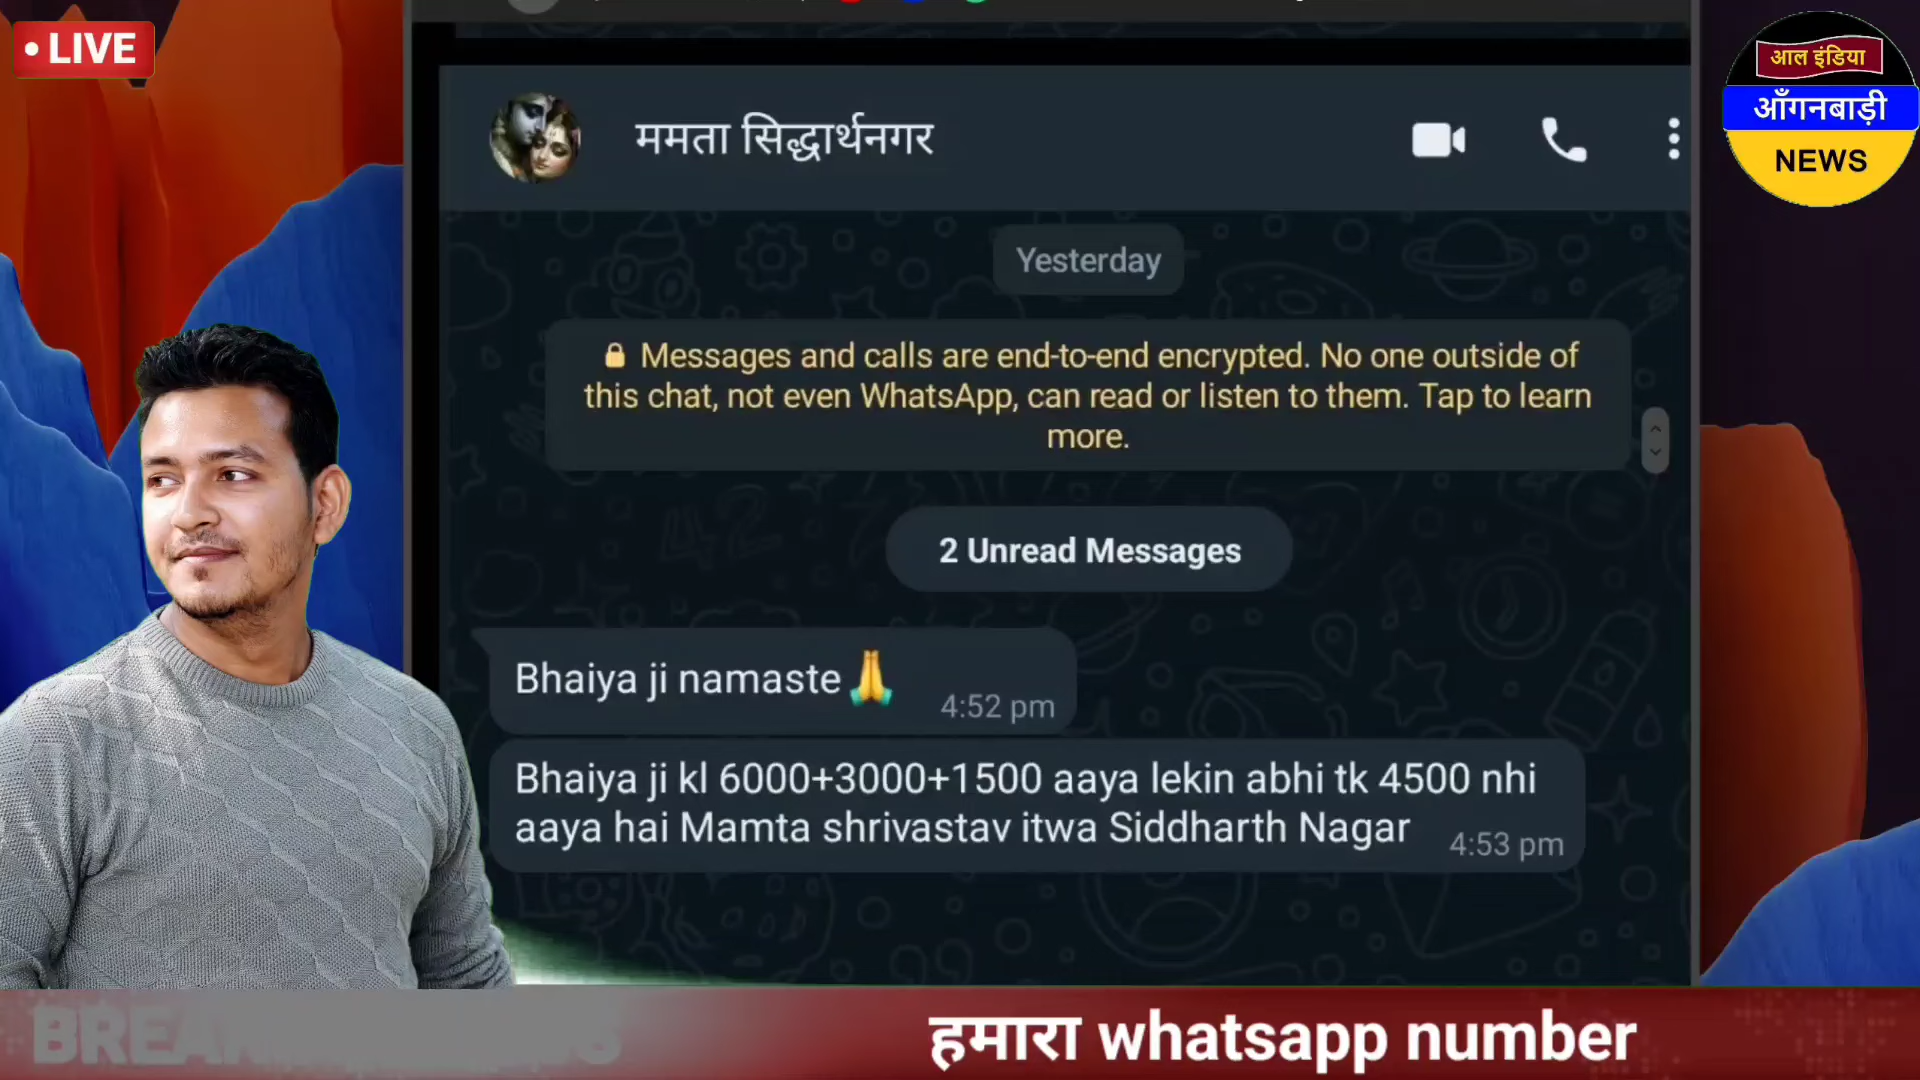 • LIVE
आल इंडिया
आँगनबाड़ी
NEWS
ममता सिद्धार्थनगर
Yesterday
Messages and calls are end-to-end encrypted. No one outside of
this chat, not even WhatsApp, can read or listen to them. Tap to learn
more.
2 Unread Messages
Bhaiya ji namaste🙏
4:52 pm
Bhaiya ji kl 6000+3000+1500 aaya lekin abhi tk 4500 nhi
aaya hai Mamta shrivastav itwa Siddharth Nagar
4:53 pm
हमारा whatsapp number